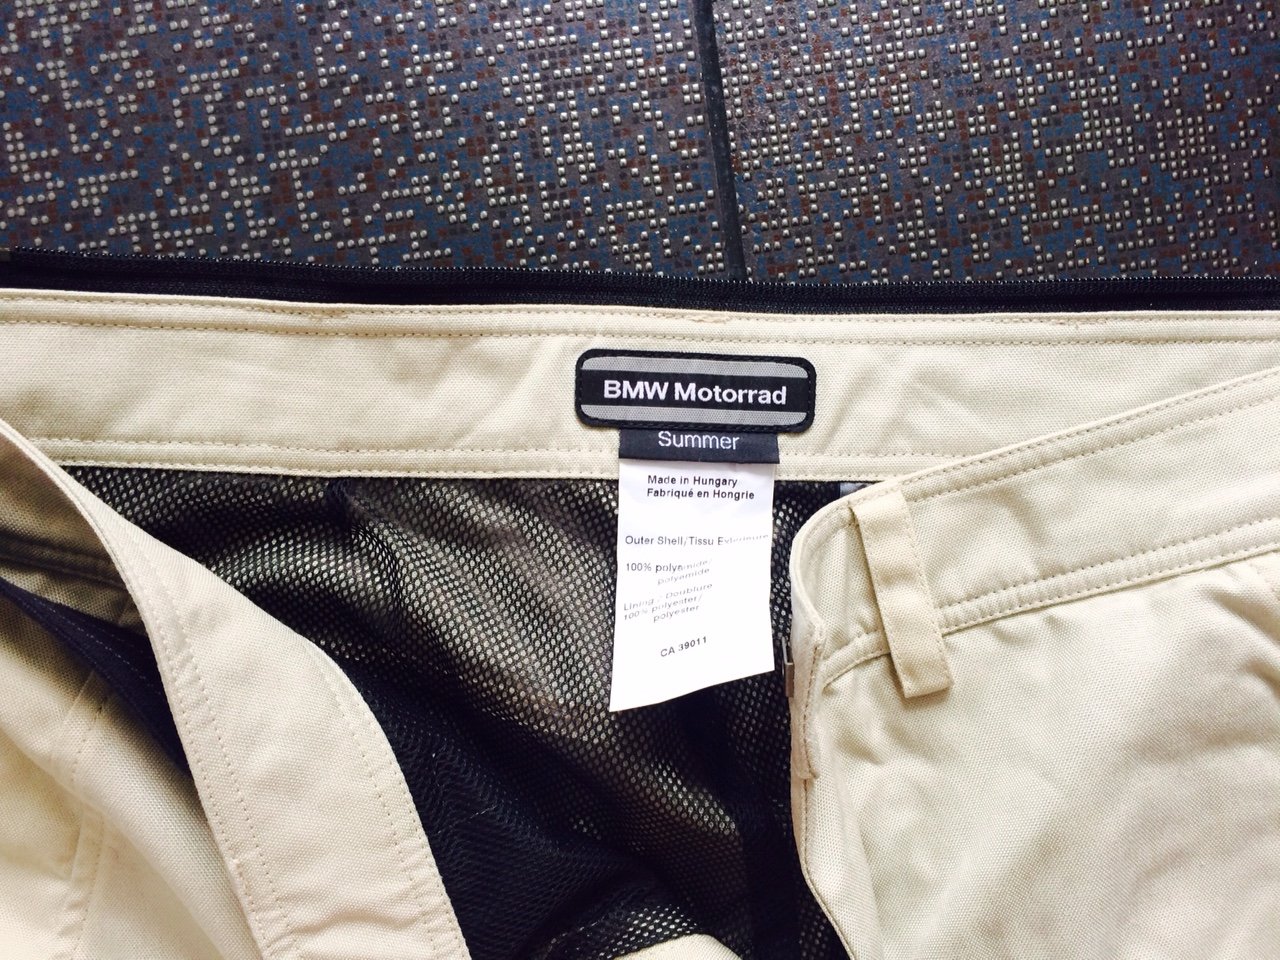 BMW Motorrad
Summer
Made in Hungary
Fabriqué en Hongrie
Outer Shell/Tissu Exterieure
100% polyamide/
polyamide
Lining / Doublure
100% polyester/
polyester
CA 39011